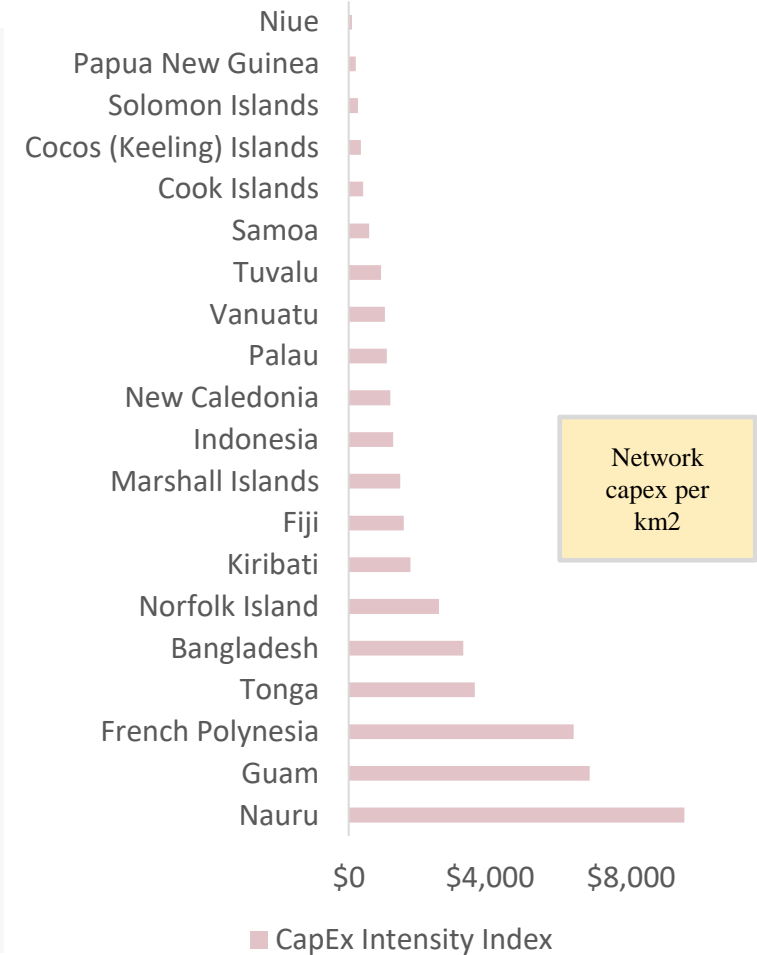 Niue
Papua New Guinea
Solomon Islands
Cocos (Keeling) Islands
Cook Islands
Samoa
Tuvalu
Vanuatu
Palau
New Caledonia
Indonesia
Marshall Islands
Fiji
Kiribati
Norfolk Island
Bangladesh
Tonga
French Polynesia
Guam
Nauru
Network
capex per
km2
$0 $4,000 $8,000
CapEx Intensity Index